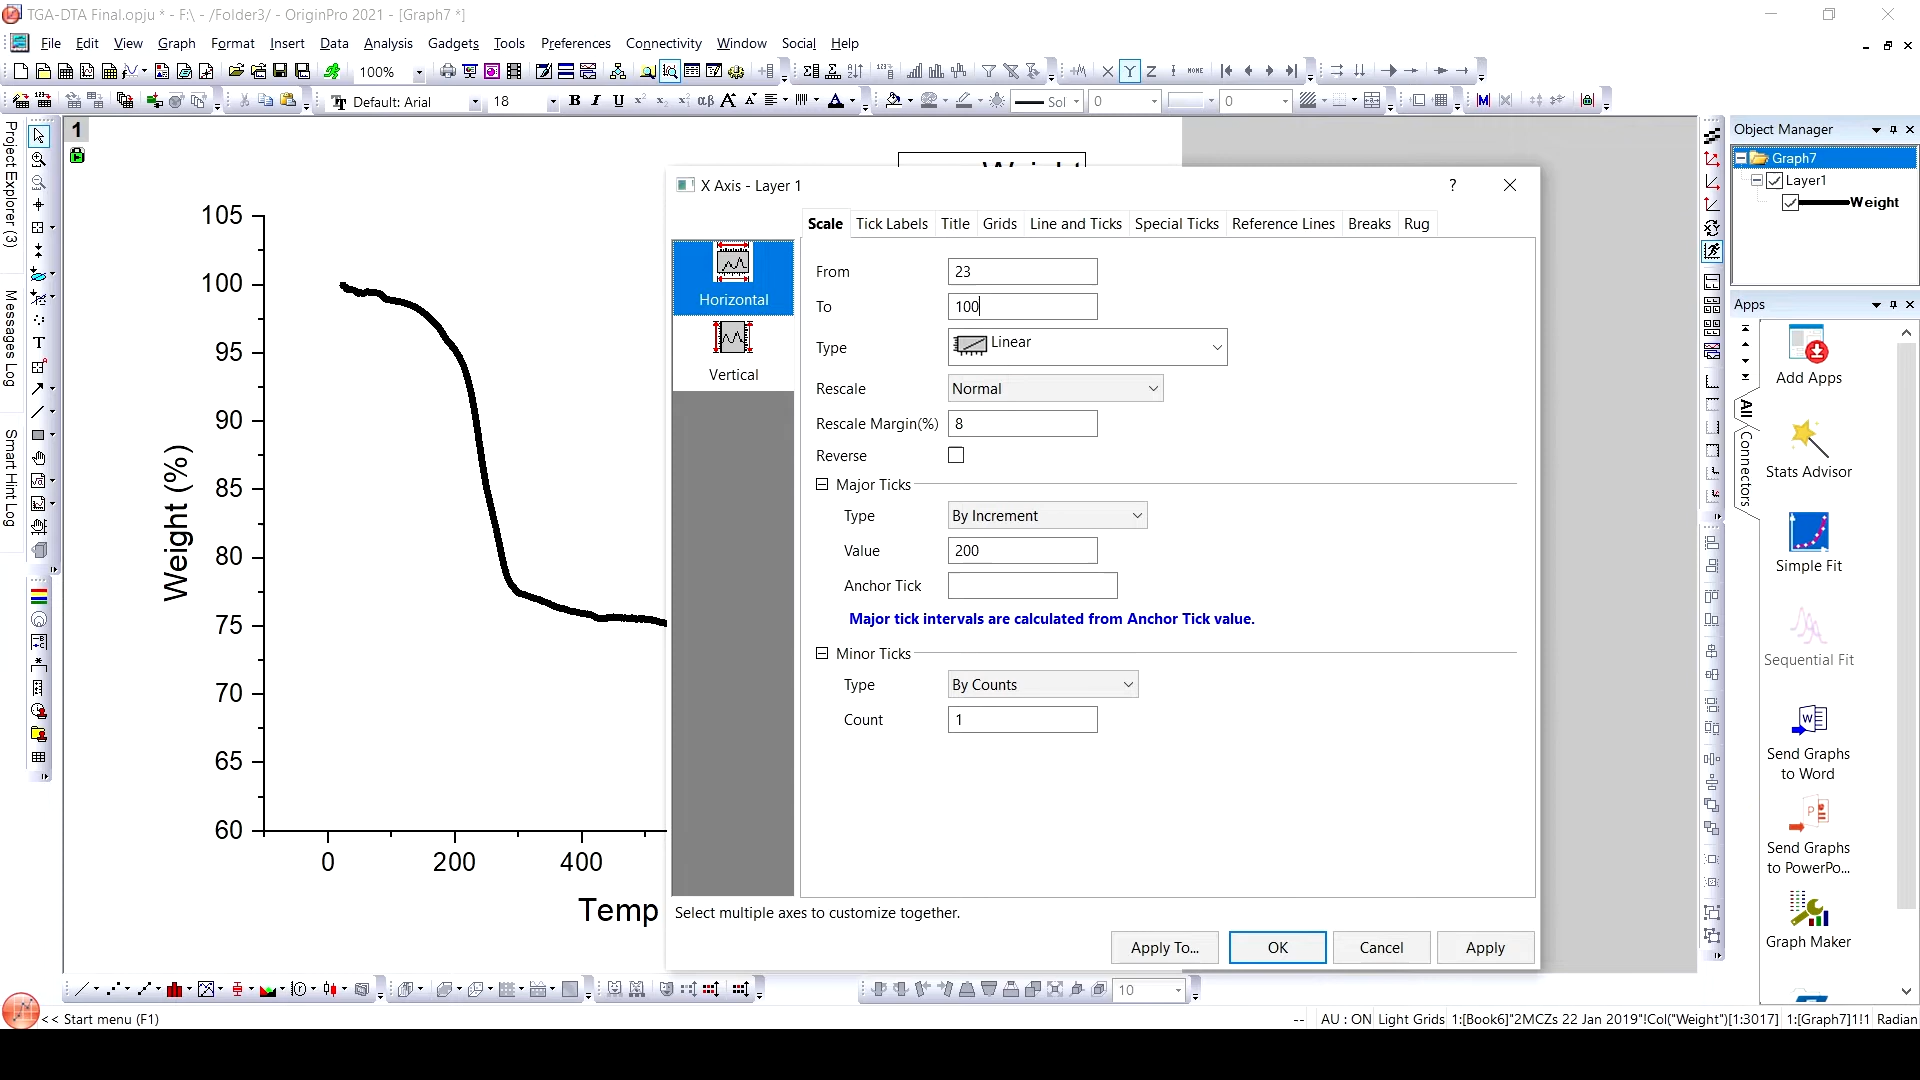 TGA-DTA Final.opju * - F:\ - /Folder3/ - OriginPro 2021 - [Graph7 *]
File Edit View Graph Format Insert Data Analysis Gadgets Tools Preferences Connectivity Window Social Help
100%
Default: Arial 18 B I U αβ A A A Sol 0 0
Project Explorer (3)
Messages Log
Smart Hint Log
1
105
100
95
90
85
80
75
70
65
60
Weight (%)
0 200 400
Temp
X Axis - Layer 1
?
Scale Tick Labels Title Grids Line and Ticks Special Ticks Reference Lines Breaks Rug
Horizontal
Vertical
From 23
To 100
Type Linear
Rescale Normal
Rescale Margin(%) 8
Reverse
Major Ticks
Type By Increment
Value 200
Anchor Tick
Major tick intervals are calculated from Anchor Tick value.
Minor Ticks
Type By Counts
Count 1
Select multiple axes to customize together.
Apply To... OK Cancel Apply
Object Manager
Graph7
Layer1
Weight
Apps
All
Connectors
Add Apps
Stats Advisor
Simple Fit
Sequential Fit
Send Graphs
to Word
Send Graphs
to PowerPo...
Graph Maker
10
<< Start menu (F1)
-- AU : ON Light Grids 1:[Book6]"2MCZs 22 Jan 2019"!Col("Weight")[1:3017] 1:[Graph7]1!1 Radian